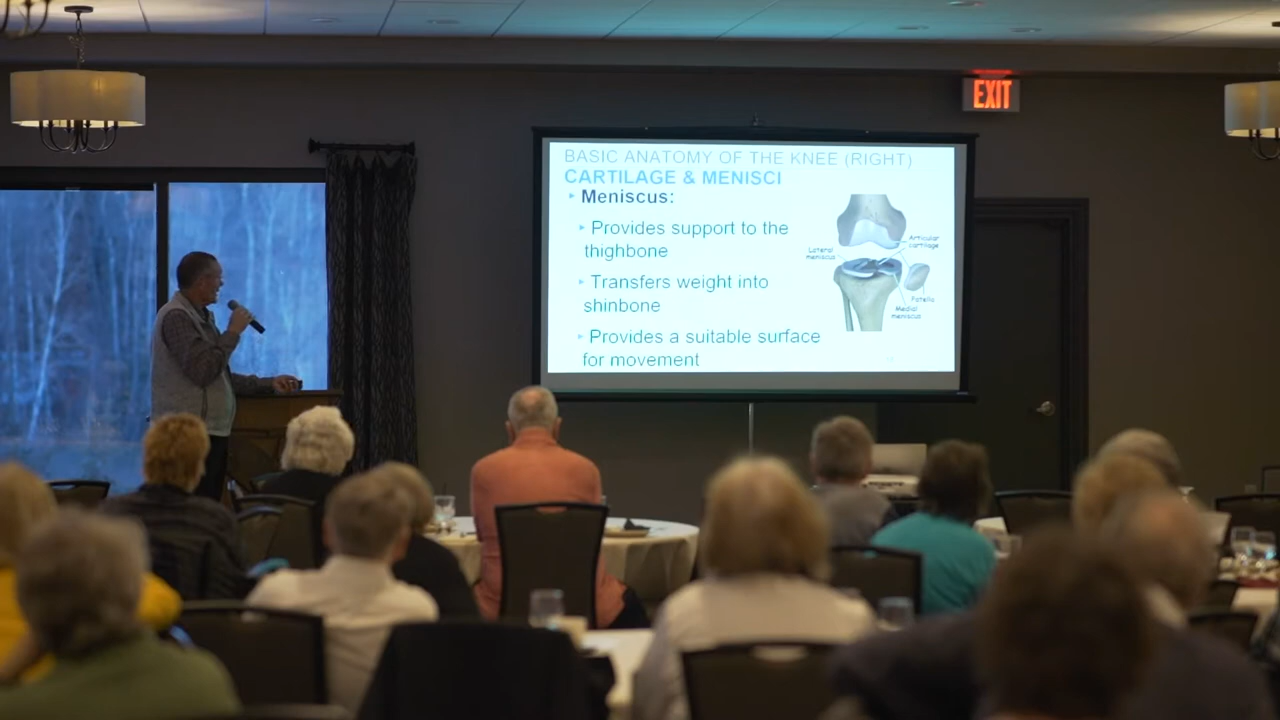 EXIT
BASIC ANATOMY OF THE KNEE (RIGHT)
CARTILAGE & MENISCI
Meniscus:
Provides support to the
thighbone
Transfers weight into
shinbone
Provides a suitable surface
for movement
Articular
cartilage
Lateral
meniscus
Patella
Medial
meniscus